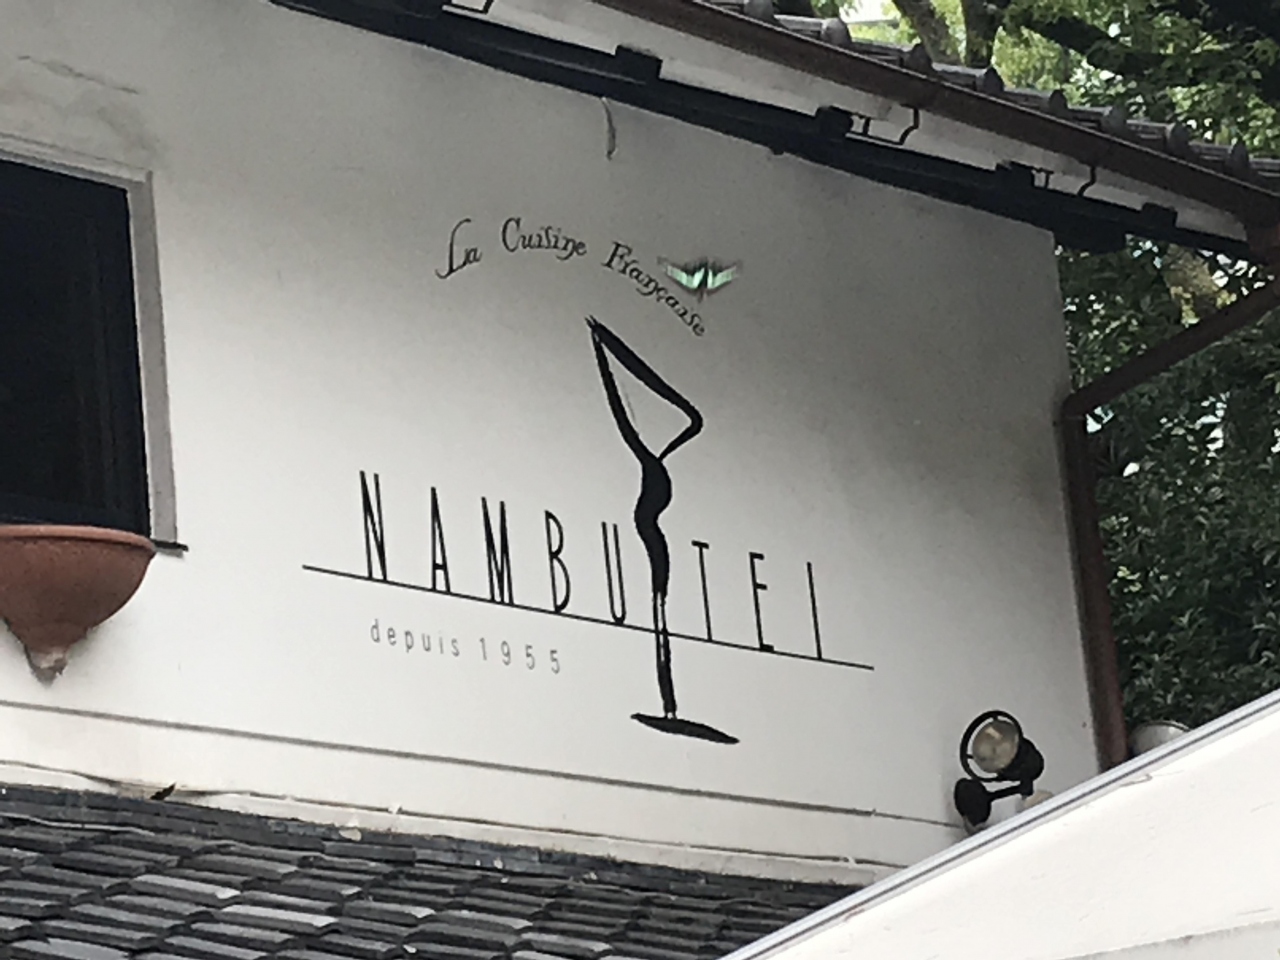 La Cuisine Française
NAMBUTEI
depuis 1955